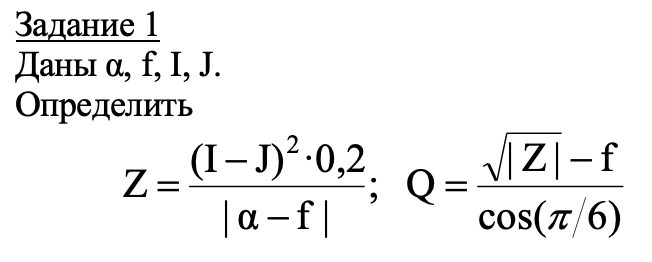 Задание 1
Даны α, f, I, J.
Определить
Z = (I – J)²·0,2 / | α – f | ; Q = (√| Z | – f) / cos(π/6)